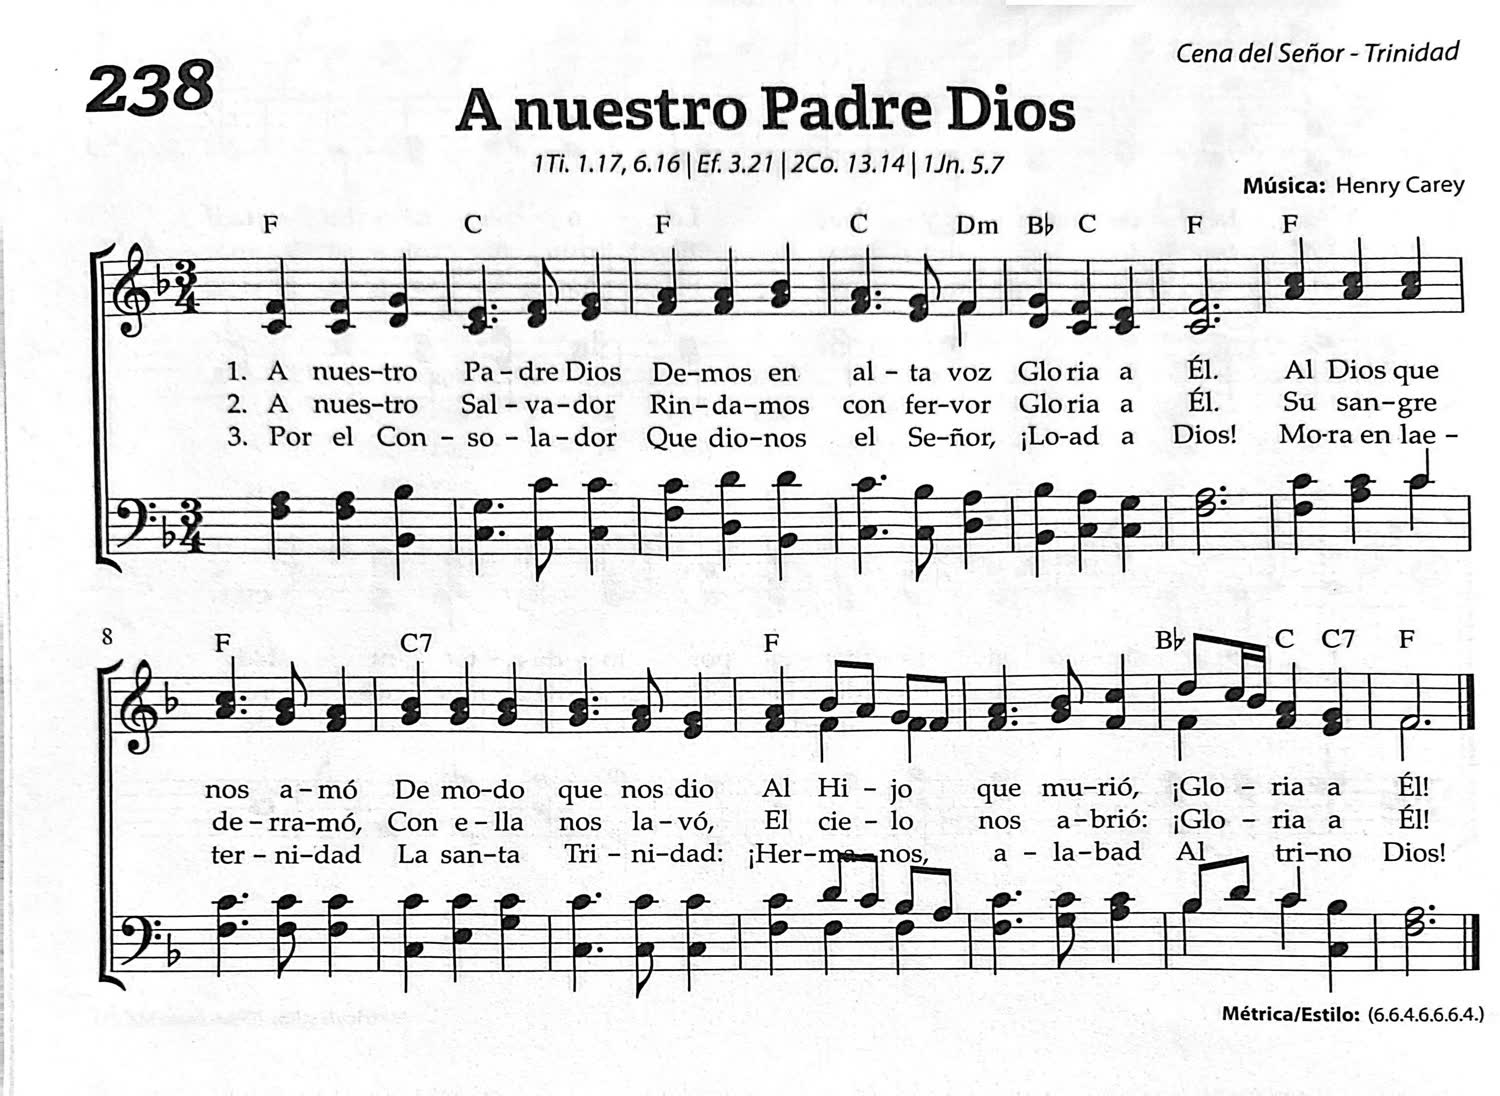 Cena del Señor - Trinidad
238
A nuestro Padre Dios
1Ti. 1.17, 6.16 | Ef. 3.21 | 2Co. 13.14 | 1Jn. 5.7
Música: Henry Carey
F C F C Dm B♭ C F F
3/4
1. A nues-tro Pa-dre Dios De-mos en al-ta voz Glo ria a Él. Al Dios que
2. A nues-tro Sal-va-dor Rin-da-mos con fer-vor Glo ria a Él. Su san-gre
3. Por el Con-so-la-dor Que dio-nos el Se-ñor, ¡Lo-ad a Dios! Mo-ra en lae-
3/4
8
F C7 F B♭ C C7 F
nos a-mó De mo-do que nos dio Al Hi-jo que mu-rió, ¡Glo-ria a Él!
de-rra-mó, Con e-lla nos la-vó, El cie-lo nos a-brió: ¡Glo-ria a Él!
ter-ni-dad La san-ta Tri-ni-dad: ¡Her-ma-nos, a-la-bad Al tri-no Dios!
Métrica/Estilo: (6.6.4.6.6.6.4.)